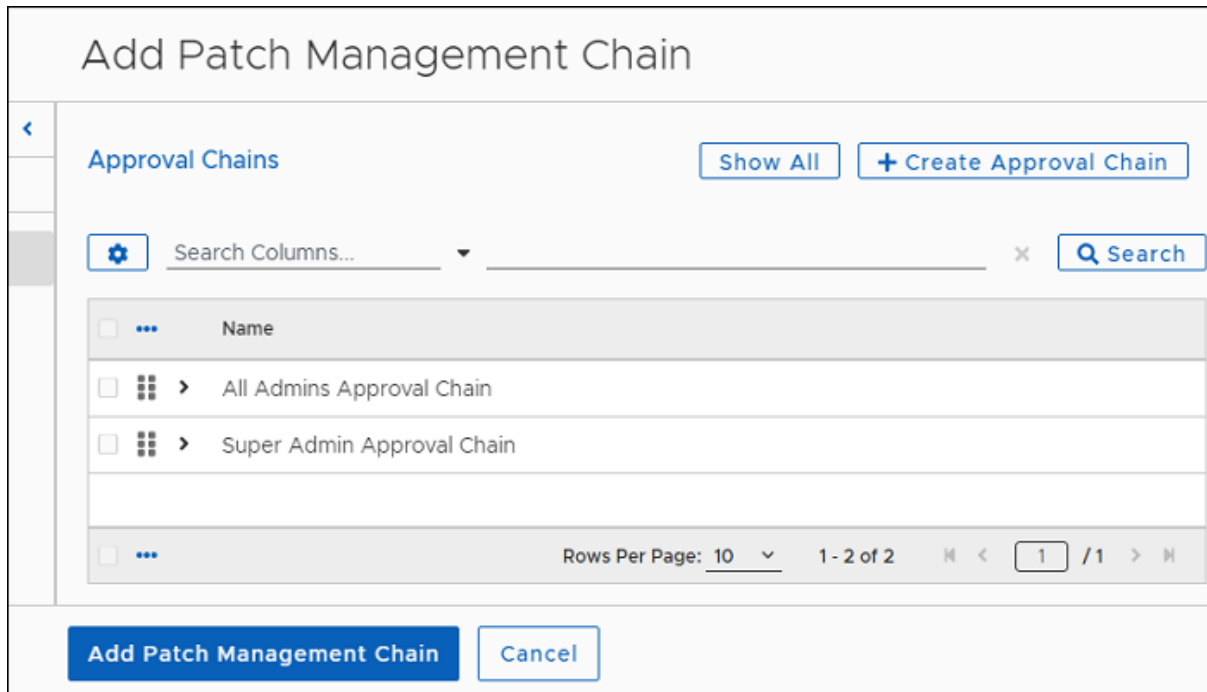 Add Patch Management Chain
Approval Chains
Show All
+ Create Approval Chain
Search Columns...
Search
Name
All Admins Approval Chain
Super Admin Approval Chain
Rows Per Page: 10 1 - 2 of 2 1 / 1
Add Patch Management Chain
Cancel